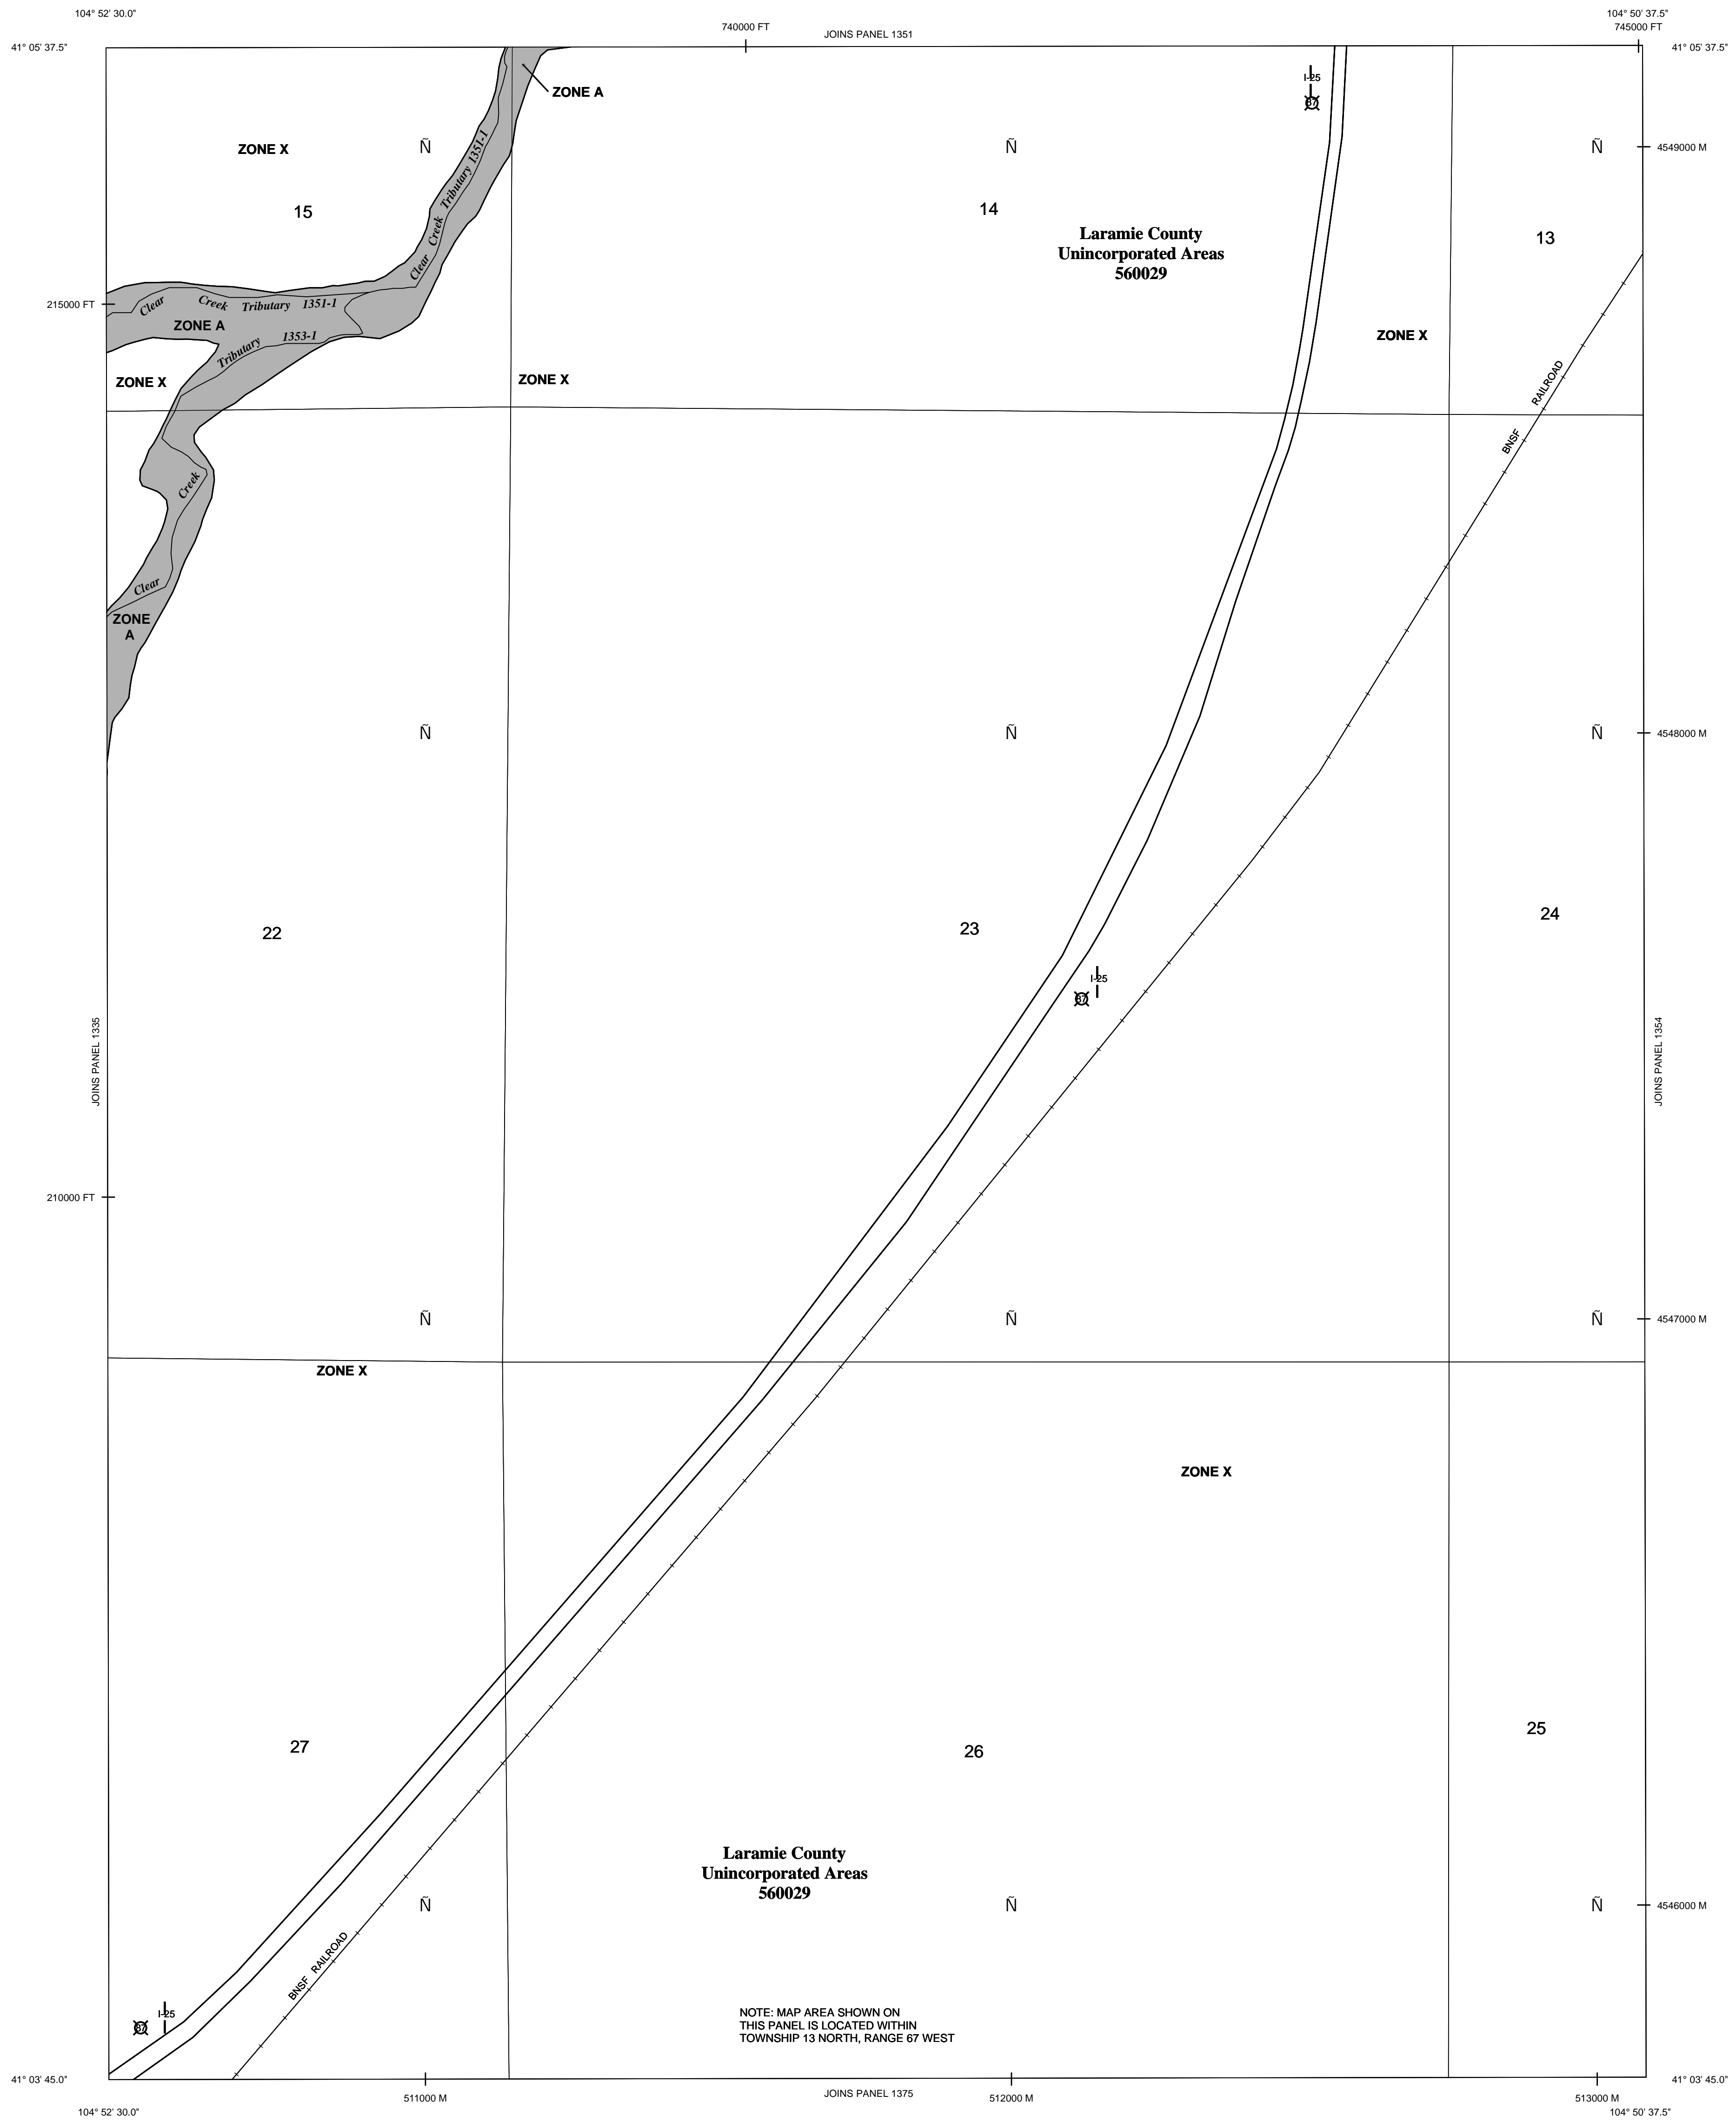 104° 52' 30.0"
104° 50' 37.5"
740000 FT
745000 FT
JOINS PANEL 1351
41° 05' 37.5"
41° 05' 37.5"
I-25
87
ZONE A
ZONE X
Ñ
Ñ
Ñ
4549000 M
Clear Creek Tributary 1351-1
15
14
13
Laramie County
Unincorporated Areas
560029
215000 FT
Clear Creek Tributary 1351-1
ZONE A
Clear Creek Tributary 1353-1
ZONE X
ZONE X
ZONE X
BNSF RAILROAD
ZONE
A
Ñ
Ñ
Ñ
4548000 M
22
23
24
I-25
87
JOINS PANEL 1335
JOINS PANEL 1354
210000 FT
Ñ
Ñ
Ñ
4547000 M
ZONE X
ZONE X
27
26
25
Laramie County
Unincorporated Areas
560029
Ñ
Ñ
Ñ
4546000 M
BNSF RAILROAD
I-25
87
NOTE: MAP AREA SHOWN ON
THIS PANEL IS LOCATED WITHIN
TOWNSHIP 13 NORTH, RANGE 67 WEST
41° 03' 45.0"
41° 03' 45.0"
JOINS PANEL 1375
511000 M
512000 M
513000 M
104° 52' 30.0"
104° 50' 37.5"